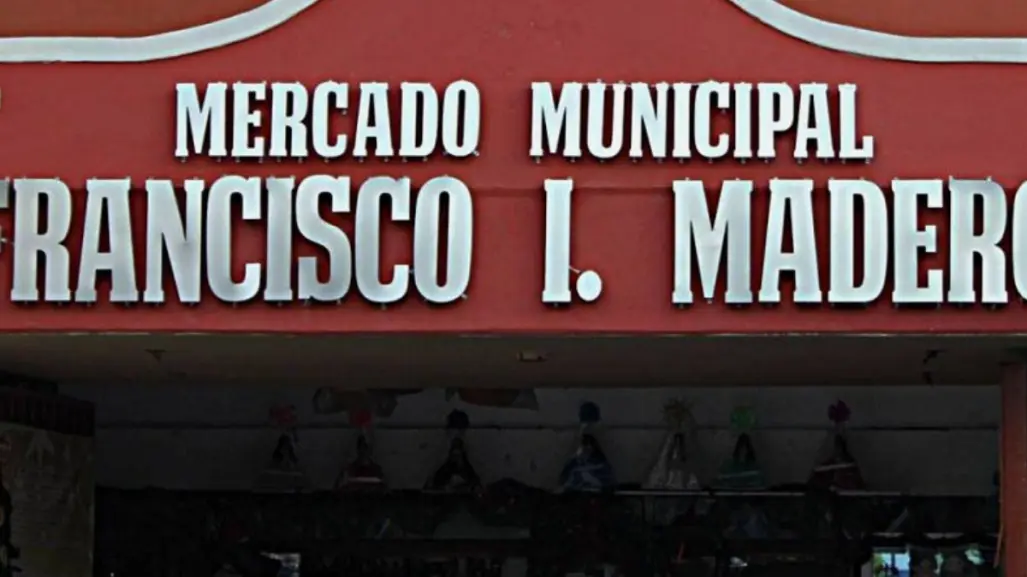 MERCADO MUNICIPAL
FRANCISCO I. MADERO